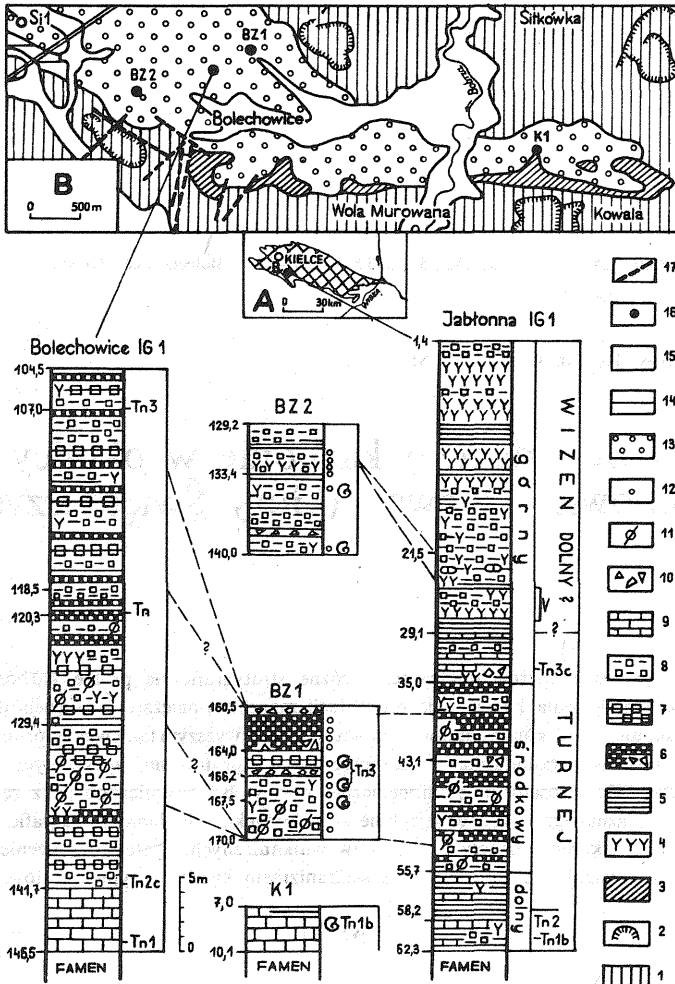 Si1
BZ1
BZ2
Bolechowice
Sitkówka
Bobrza
K1
B
0 500m
Wola Murowana
Kowala
KIELCE
B
A
0 30km
Bolechowice IG 1
104,5
107,0
118,5
120,3
129,4
141,7
146,5
Tn3
Tn
Tn2c
Tn1
FAMEN
?
?
BZ 2
129,2
133,4
140,0
BZ1
160,5
164,0
166,2
167,5
170,0
Tn3
5m
0
K1
7,0
10,1
Tn1b
FAMEN
Jabłonna IG1
1,4
21,5
29,1
35,0
43,1
55,7
58,2
62,3
górny
środkowy
dolny
V
?
Tn3c
Tn2
-Tn1b
WIZEN DOLNY ?
TURNEJ
FAMEN
17
16
15
14
13
12
11
10
9
8
7
6
5
4
3
2
1